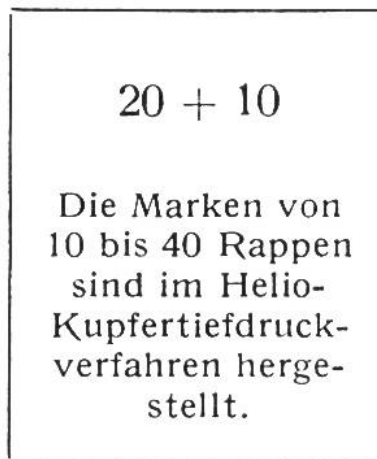 20 + 10
Die Marken von
10 bis 40 Rappen
sind im Helio-
Kupfertiefdruck-
verfahren herge-
stellt.